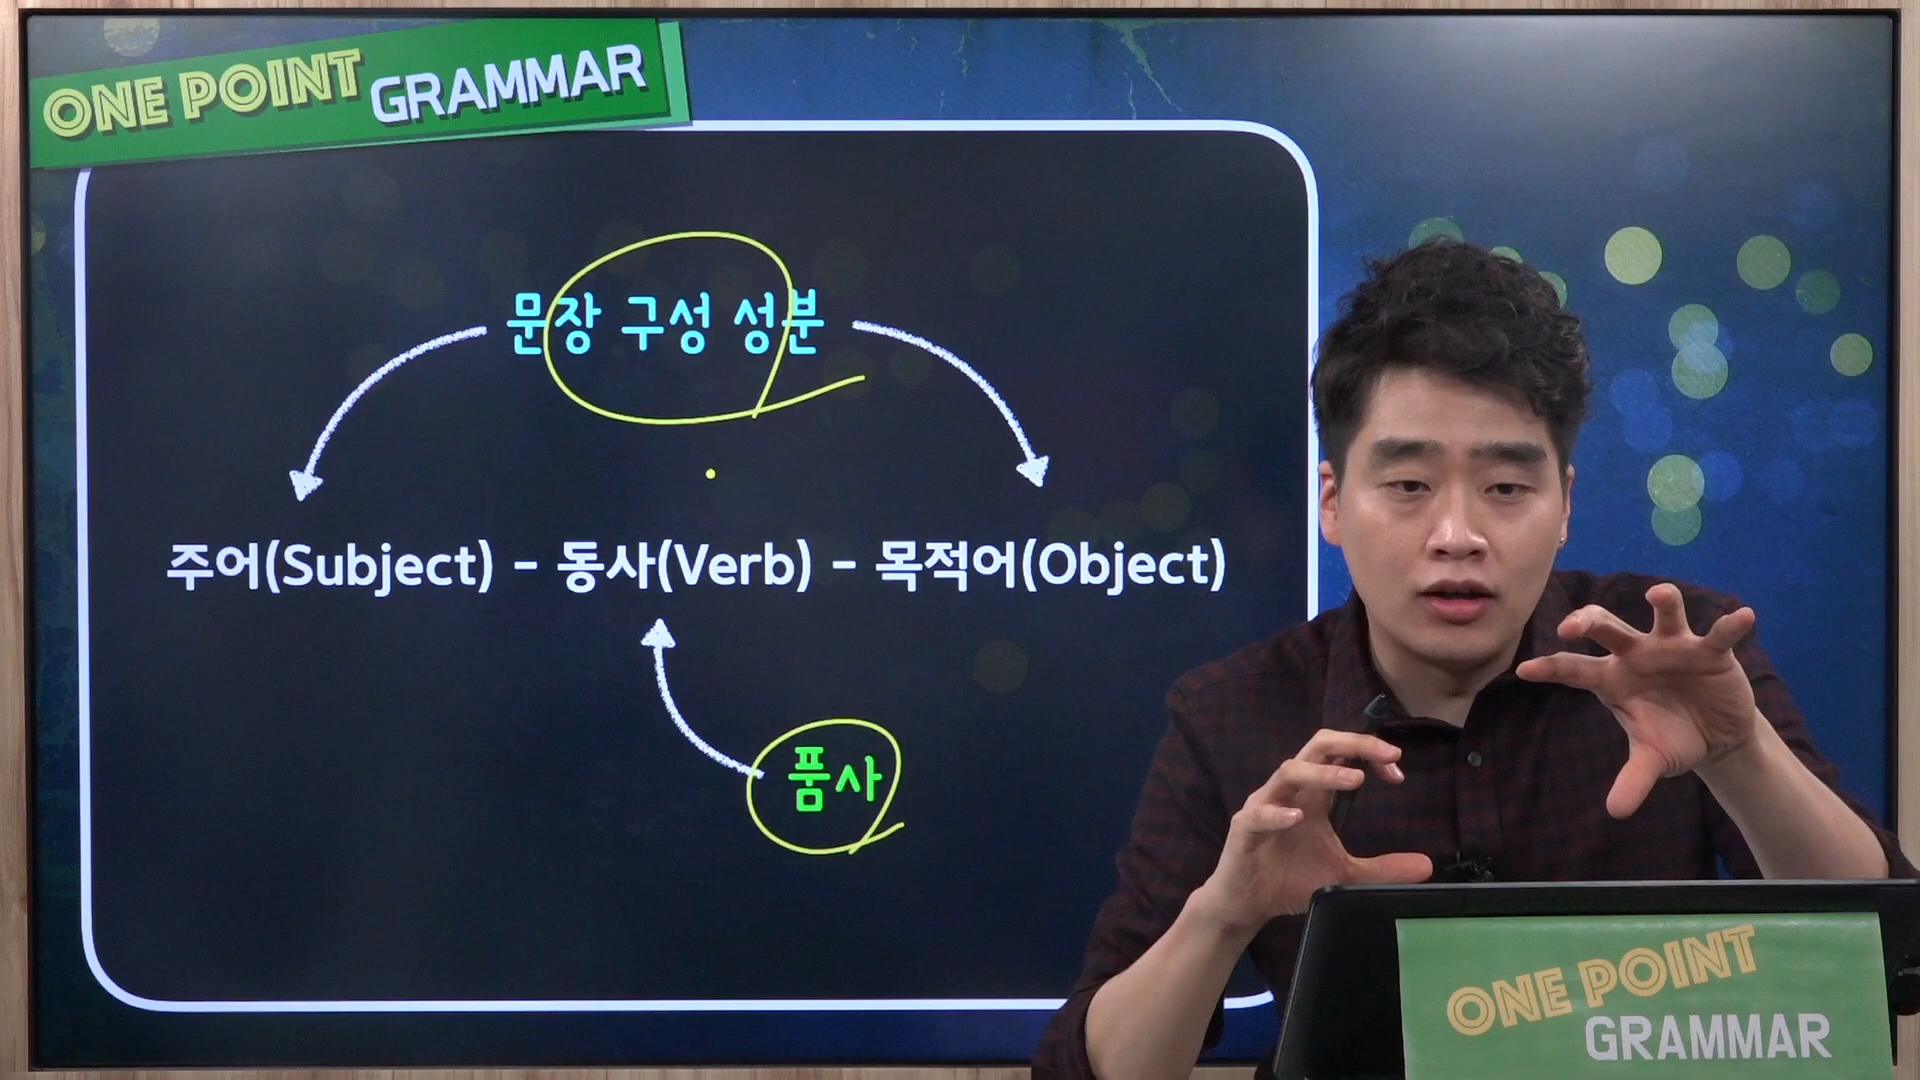 ONE POINT GRAMMAR
문장 구성 성분
주어(Subject) - 동사(Verb) - 목적어(Object)
품사
ONE POINT
GRAMMAR